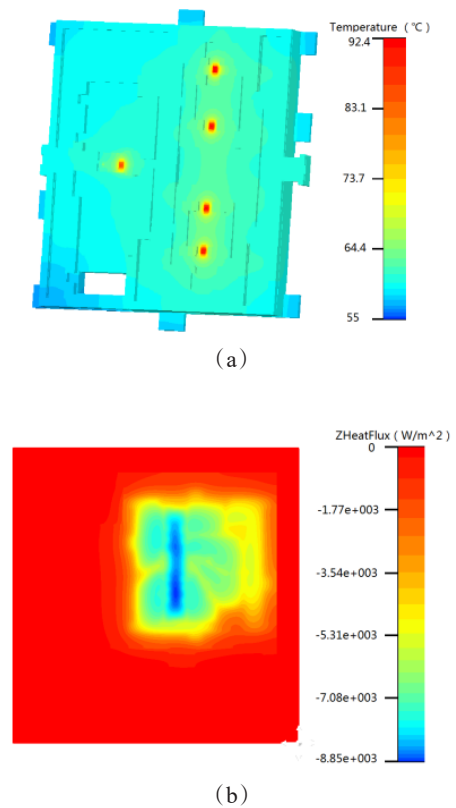 Temperature （℃）
92.4
83.1
73.7
64.4
55
（a）
ZHeatFlux（W/m^2）
0
-1.77e+003
-3.54e+003
-5.31e+003
-7.08e+003
-8.85e+003
（b）